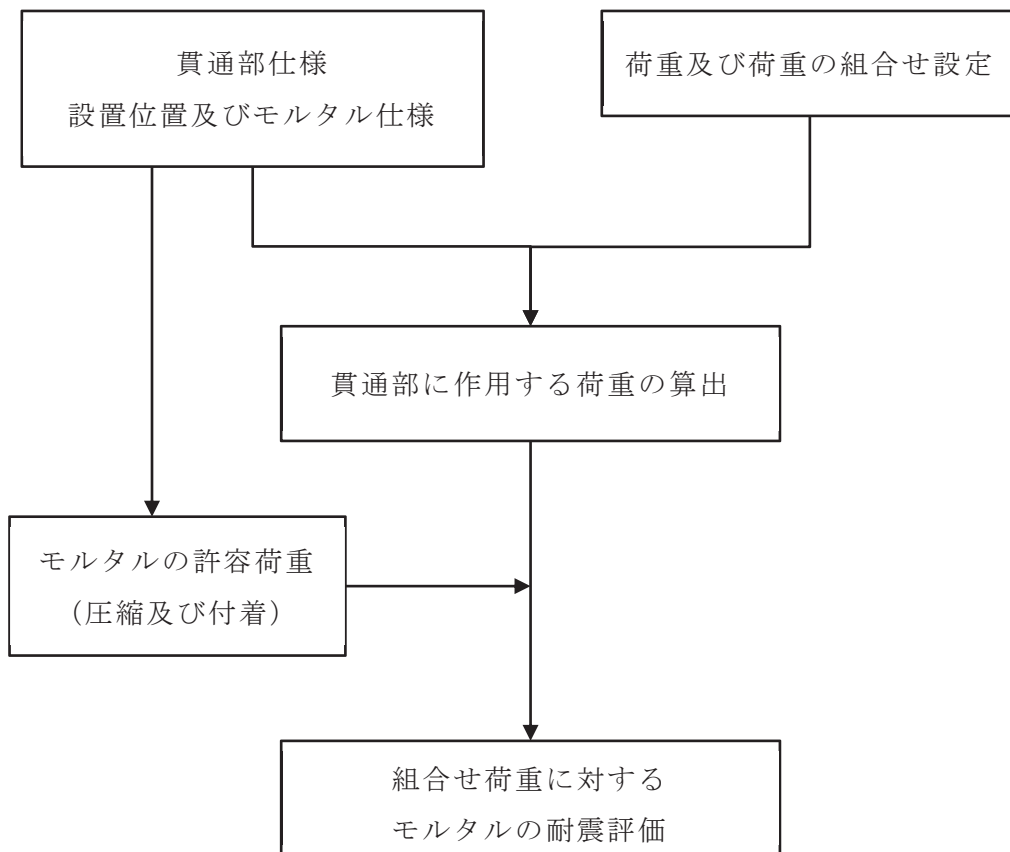 貫通部仕様
設置位置及びモルタル仕様
荷重及び荷重の組合せ設定
貫通部に作用する荷重の算出
モルタルの許容荷重
（圧縮及び付着）
組合せ荷重に対する
モルタルの耐震評価